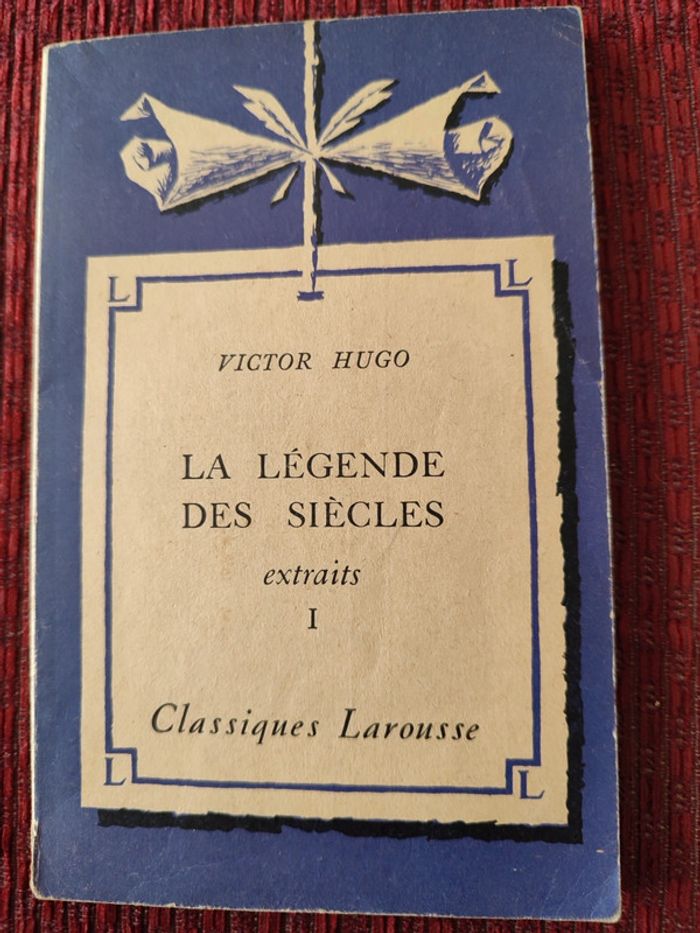 L L
VICTOR HUGO
LA LÉGENDE
DES SIÈCLES
extraits
I
Classiques Larousse
L L